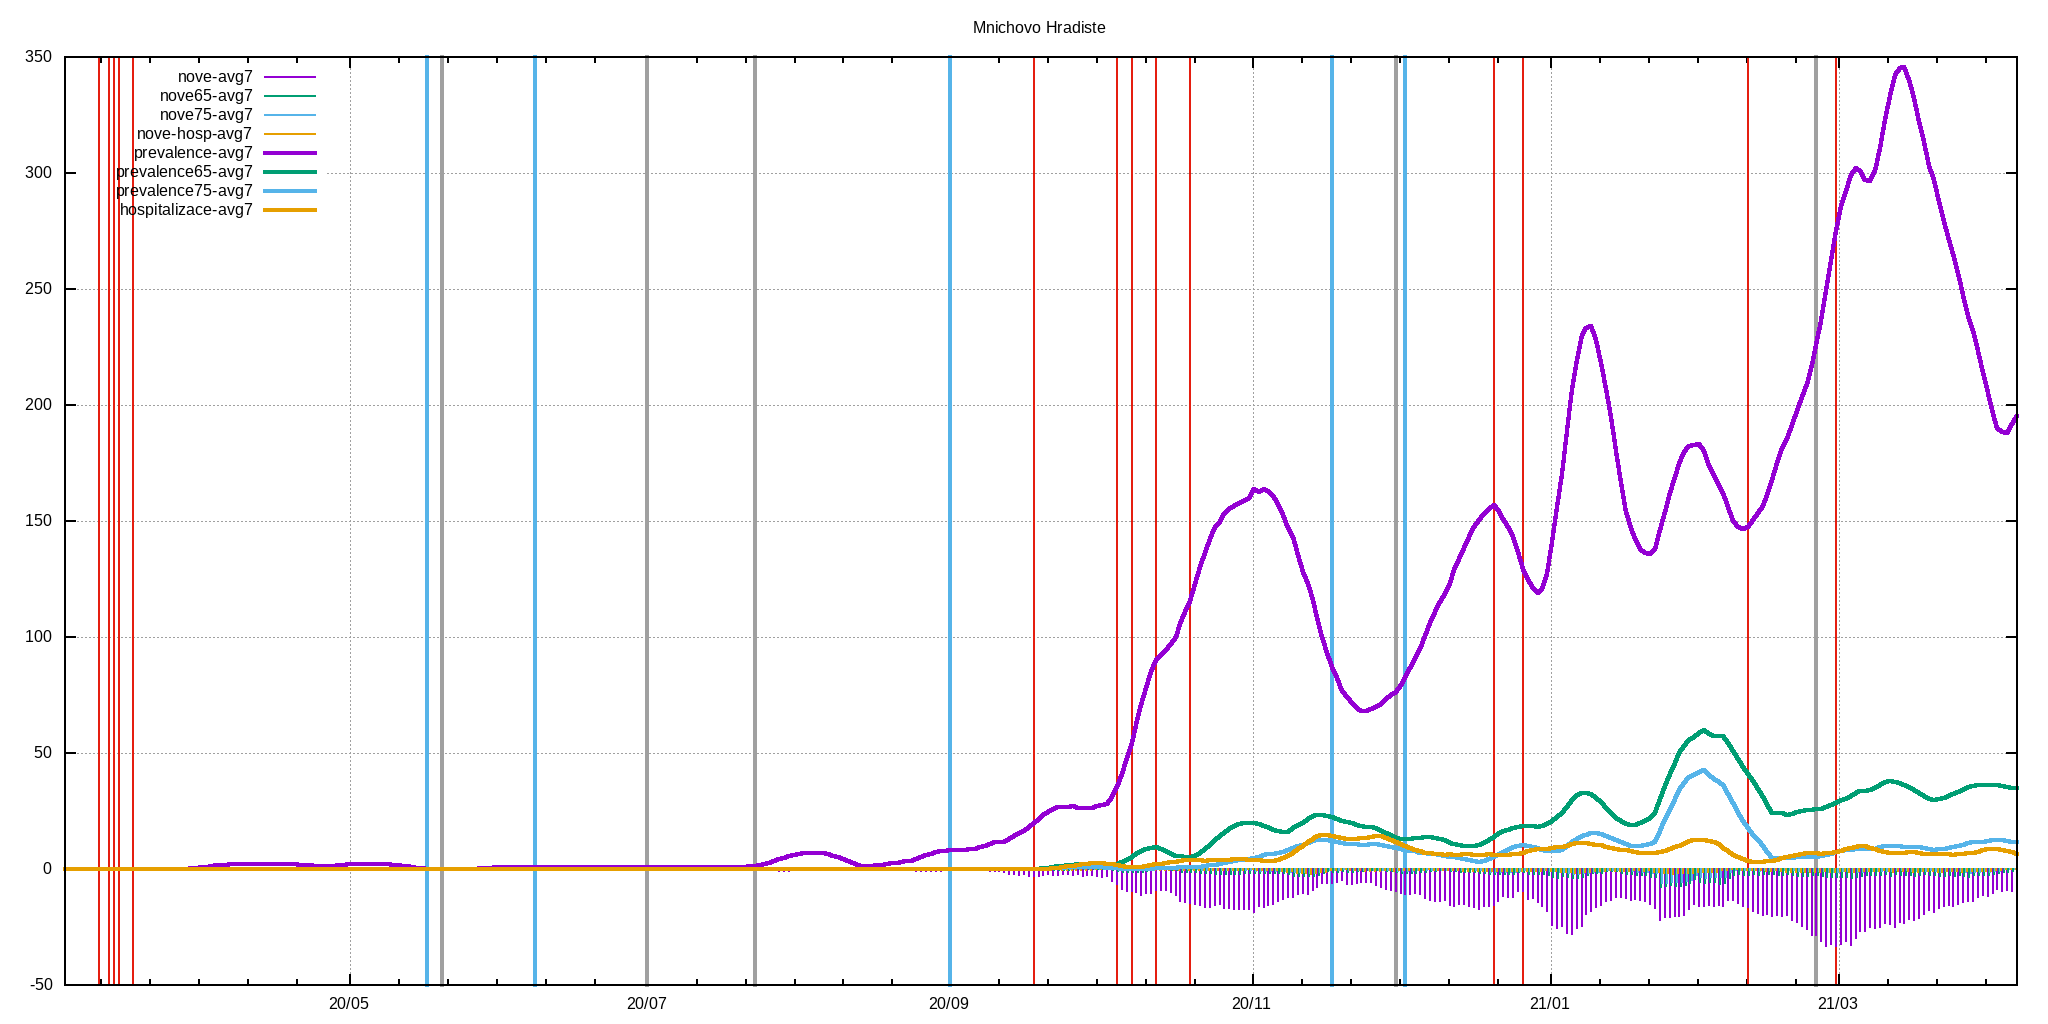 Mnichovo Hradiste
350
300
250
200
150
100
50
0
-50
nove-avg7
nove65-avg7
nove75-avg7
nove-hosp-avg7
prevalence-avg7
prevalence65-avg7
prevalence75-avg7
hospitalizace-avg7
20/05 20/07 20/09 20/11 21/01 21/03